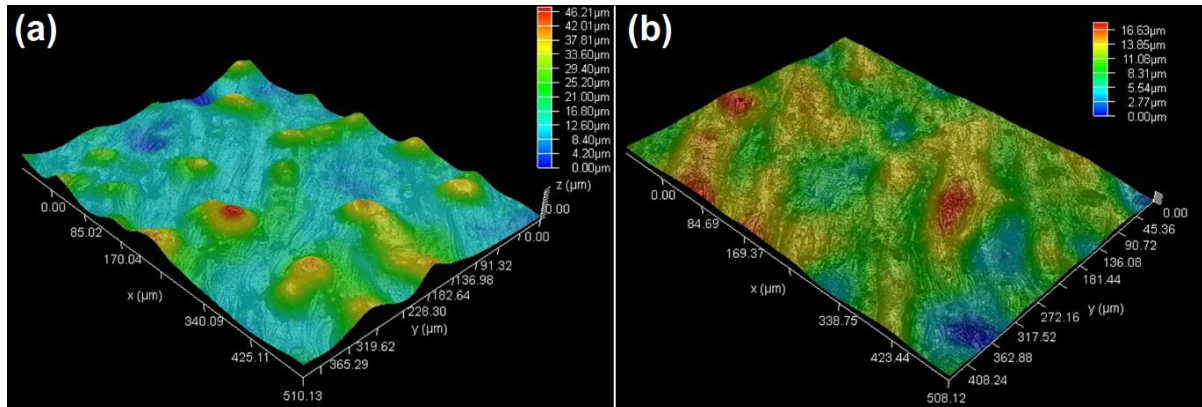 (a)
46.21µm
42.01µm
37.81µm
33.60µm
29.40µm
25.20µm
21.00µm
16.80µm
12.60µm
8.40µm
4.20µm
0.00µm
z (µm)
0.00
0.00
91.32
136.98
182.64
228.30
y (µm)
319.62
365.29
0.00
85.02
170.04
x (µm)
340.09
425.11
510.13
(b)
16.63µm
13.85µm
11.08µm
8.31µm
5.54µm
2.77µm
0.00µm
0.00
45.36
90.72
136.08
181.44
y (µm)
272.16
317.52
362.88
408.24
0.00
84.69
169.37
x (µm)
338.75
423.44
508.12